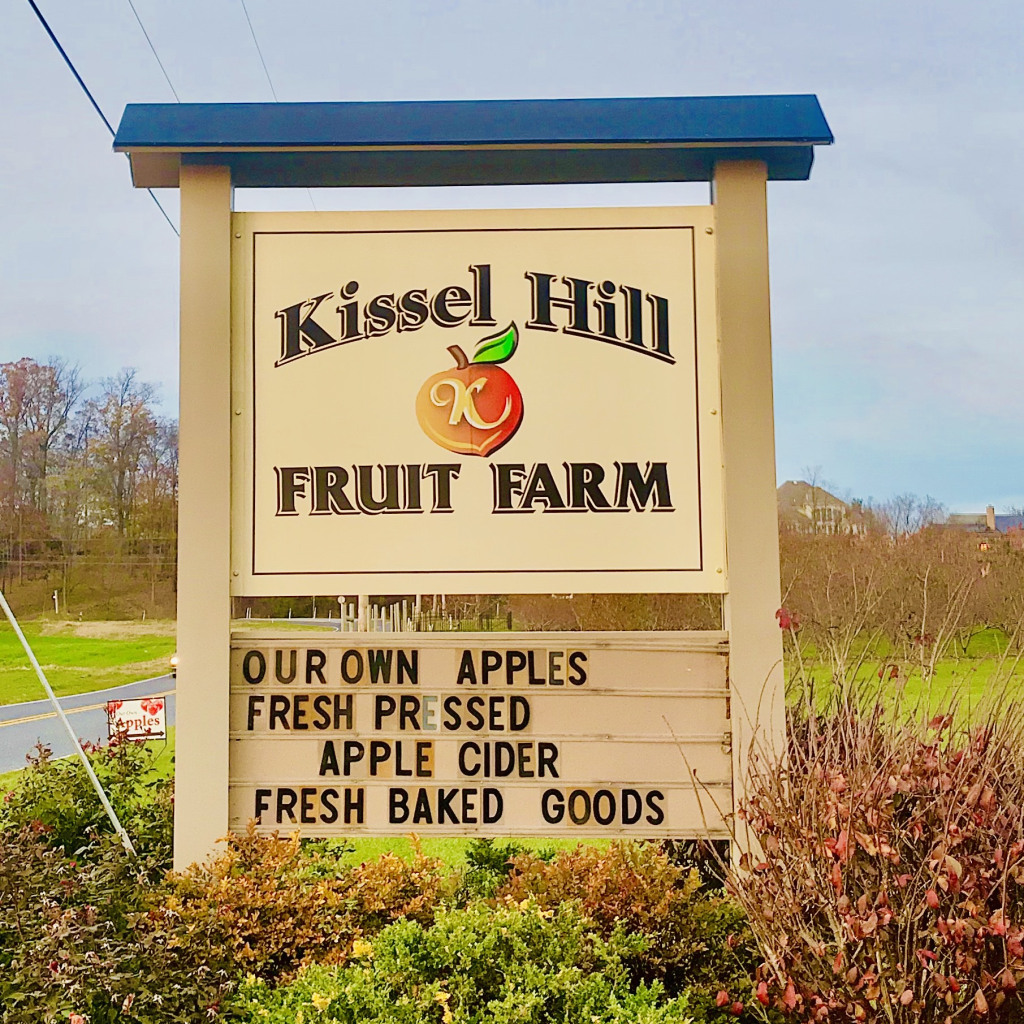 Kissel Hill
K
FRUIT FARM
OUR OWN APPLES
FRESH PRESSED
APPLE CIDER
FRESH BAKED GOODS
Apples